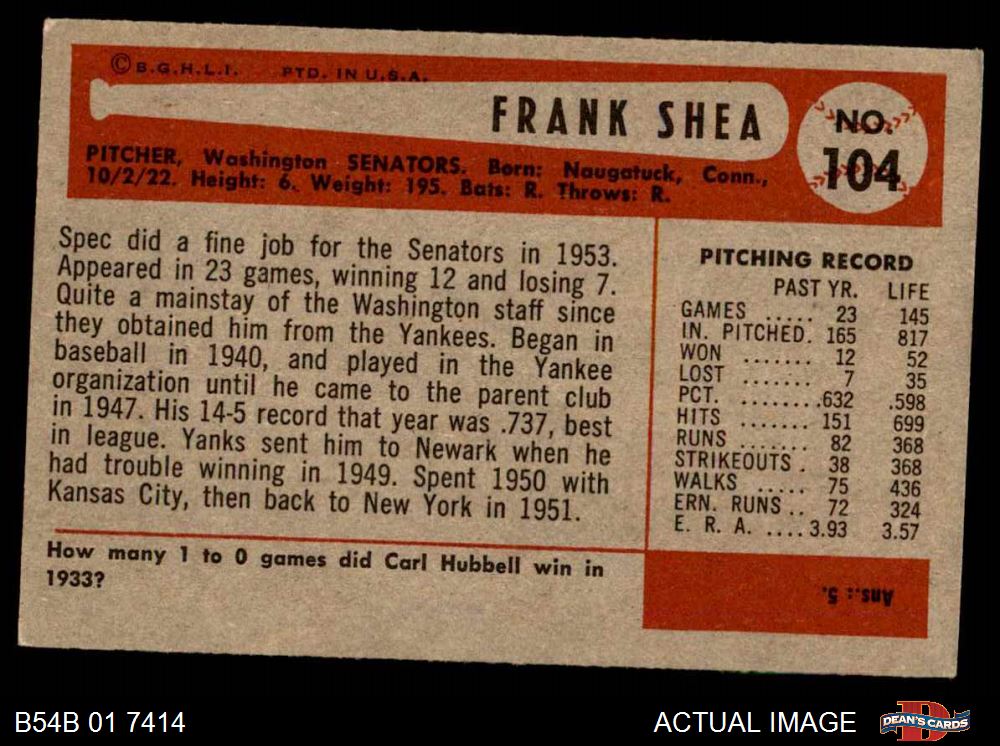 © B.G.H.L.I. PTD. IN U.S.A.
FRANK SHEA
NO.
104
PITCHER, Washington SENATORS. Born: Naugatuck, Conn.,
10/2/22. Height: 6. Weight: 195. Bats: R. Throws: R.
Spec did a fine job for the Senators in 1953.
Appeared in 23 games, winning 12 and losing 7.
Quite a mainstay of the Washington staff since
they obtained him from the Yankees. Began in
baseball in 1940, and played in the Yankee
organization until he came to the parent club
in 1947. His 14-5 record that year was .737, best
in league. Yanks sent him to Newark when he
had trouble winning in 1949. Spent 1950 with
Kansas City, then back to New York in 1951.
PITCHING RECORD
PAST YR. LIFE
GAMES ..... 23 145
IN. PITCHED. 165 817
WON ....... 12 52
LOST ....... 7 35
PCT. ........ .632 .598
HITS ....... 151 699
RUNS ...... 82 368
STRIKEOUTS . 38 368
WALKS ..... 75 436
ERN. RUNS .. 72 324
E. R. A. .... 3.93 3.57
How many 1 to 0 games did Carl Hubbell win in
1933?
Ans.: 5.
B54B 01 7414
ACTUAL IMAGE
DEAN'S CARDS